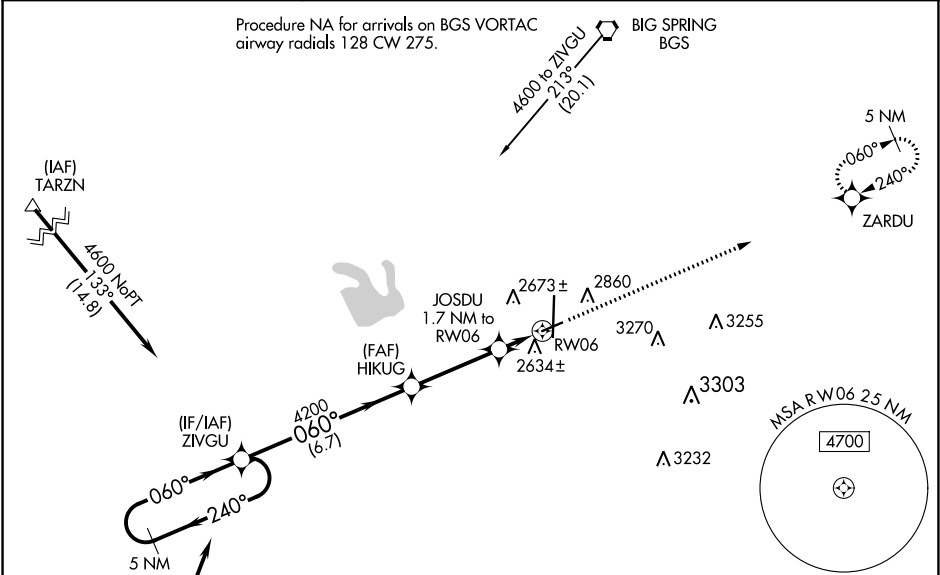 Procedure NA for arrivals on BGS VORTAC
airway radials 128 CW 275.
BIG SPRING
BGS
4600 to ZIVGU
213°
(20.1)
5 NM
060°
240°
ZARDU
(IAF)
TARZN
4600 NoPT
133°
(14.8)
2673±
2860
JOSDU
1.7 NM to
RW06
RW06
2634±
3270
3255
3303
3232
(FAF)
HIKUG
4200
060°
(6.7)
(IF/IAF)
ZIVGU
060°
240°
5 NM
MSA RW06 25 NM
4700